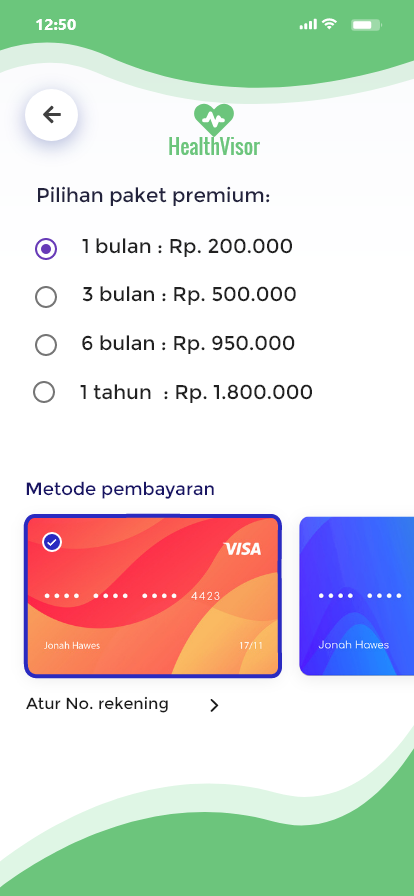 12:50
HealthVisor
Pilihan paket premium:
1 bulan : Rp. 200.000
3 bulan : Rp. 500.000
6 bulan : Rp. 950.000
1 tahun : Rp. 1.800.000
Metode pembayaran
VISA
•••• •••• •••• 4423
•••• ••••
Jonah Hawes 17/11
Jonah Hawes
Atur No. rekening